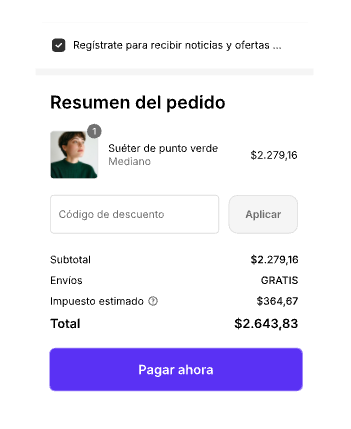 Regístrate para recibir noticias y ofertas ...
Resumen del pedido
1
Suéter de punto verde
Mediano
$2.279,16
Código de descuento
Aplicar
Subtotal $2.279,16
Envíos GRATIS
Impuesto estimado ? $364,67
Total $2.643,83
Pagar ahora